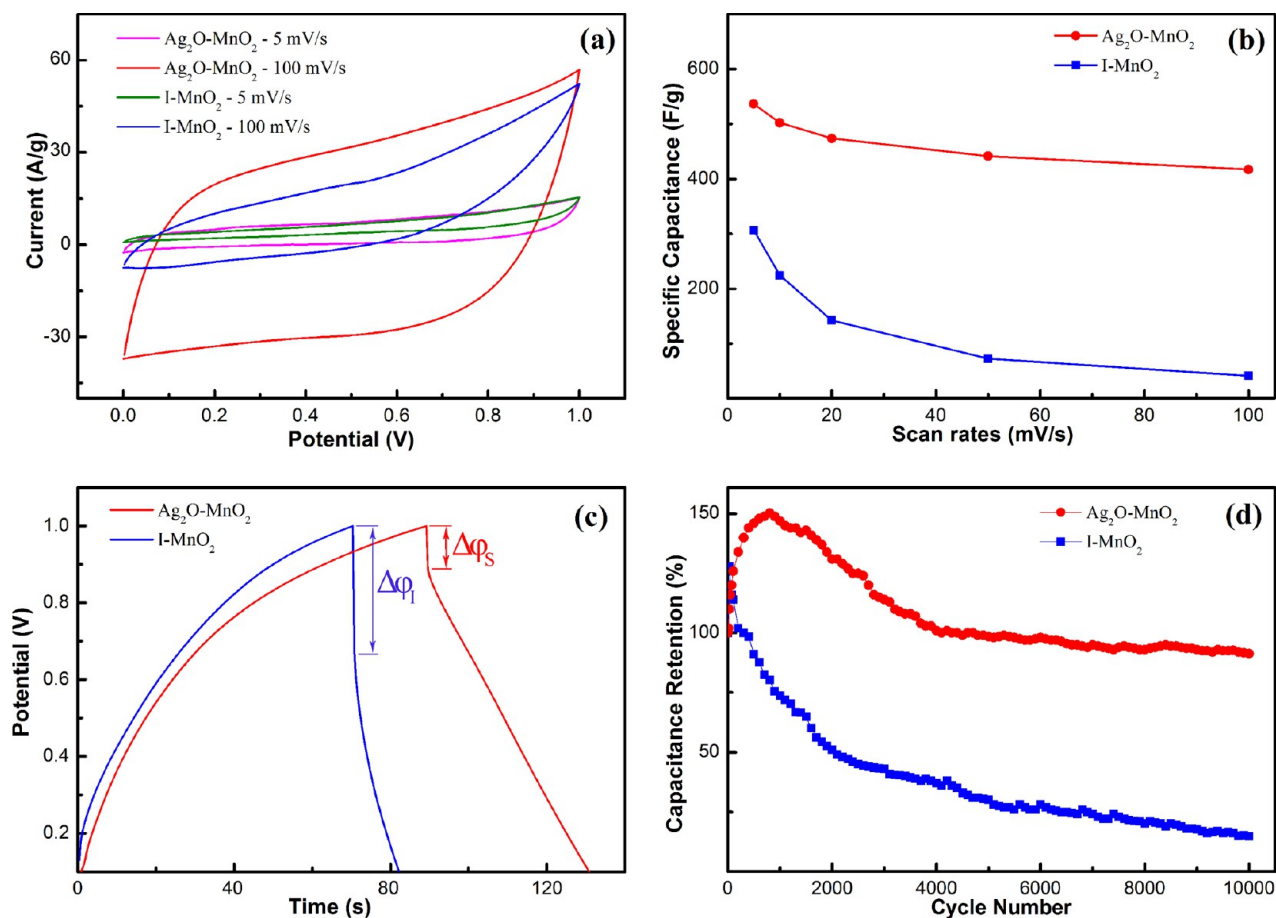 (a)
Ag₂O-MnO₂ - 5 mV/s
Ag₂O-MnO₂ - 100 mV/s
I-MnO₂ - 5 mV/s
I-MnO₂ - 100 mV/s
60
30
0
-30
Current (A/g)
0.0 0.2 0.4 0.6 0.8 1.0
Potential (V)
(b)
Ag₂O-MnO₂
I-MnO₂
600
400
200
Specific Capacitance (F/g)
0 20 40 60 80 100
Scan rates (mV/s)
(c)
Ag₂O-MnO₂
I-MnO₂
1.0
0.8
0.6
0.4
0.2
Potential (V)
Δφ_I
Δφ_S
0 40 80 120
Time (s)
(d)
Ag₂O-MnO₂
I-MnO₂
150
100
50
Capacitance Retention (%)
0 2000 4000 6000 8000 10000
Cycle Number